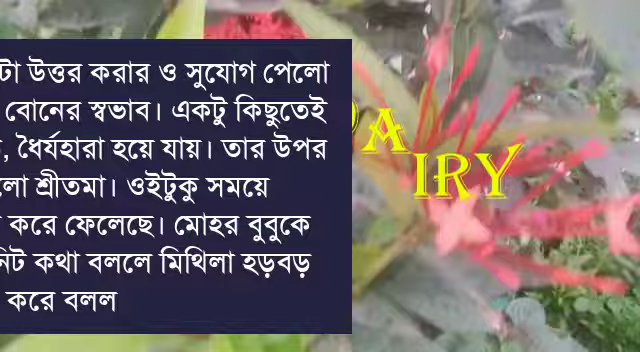 উত্তর করার ও সুযোগ পেলো
বোনের স্বভাব। একটু কিছুতেই
, ধৈর্যহারা হয়ে যায়। তার উপর
শ্রীতমা। ওইটুকু সময়ে
করে ফেলেছে। মোহর বুবুকে
কথা বললে মিথিলা হড়বড়
করে বলল
IRY